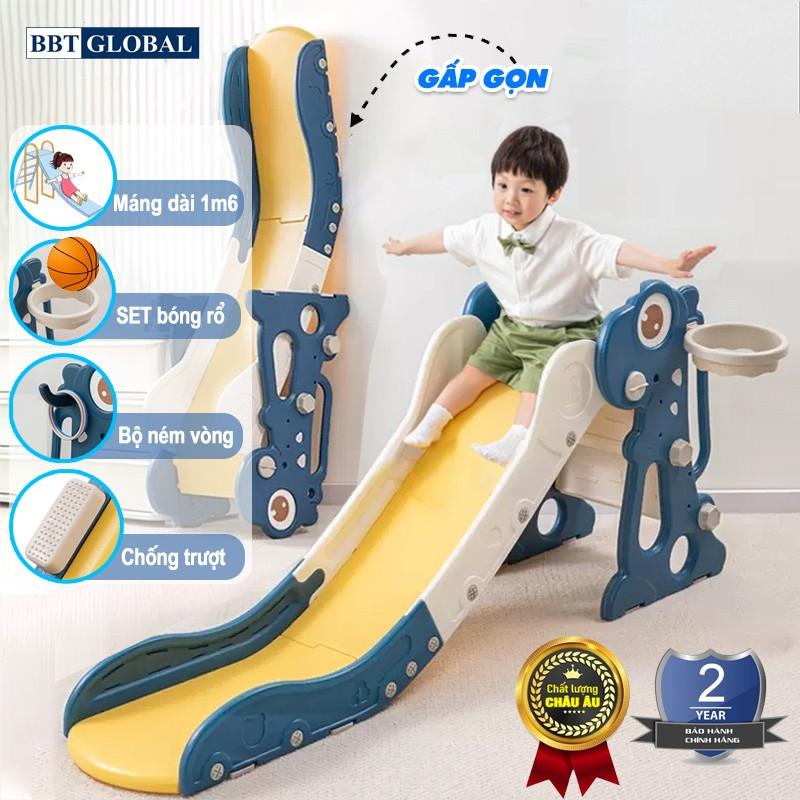 BBT GLOBAL
GẤP GỌN
Máng dài 1m6
SET bóng rổ
Bộ ném vòng
Chống trượt
Chất lượng
CHÂU ÂU
2
YEAR
BẢO HÀNH
CHÍNH HÃNG